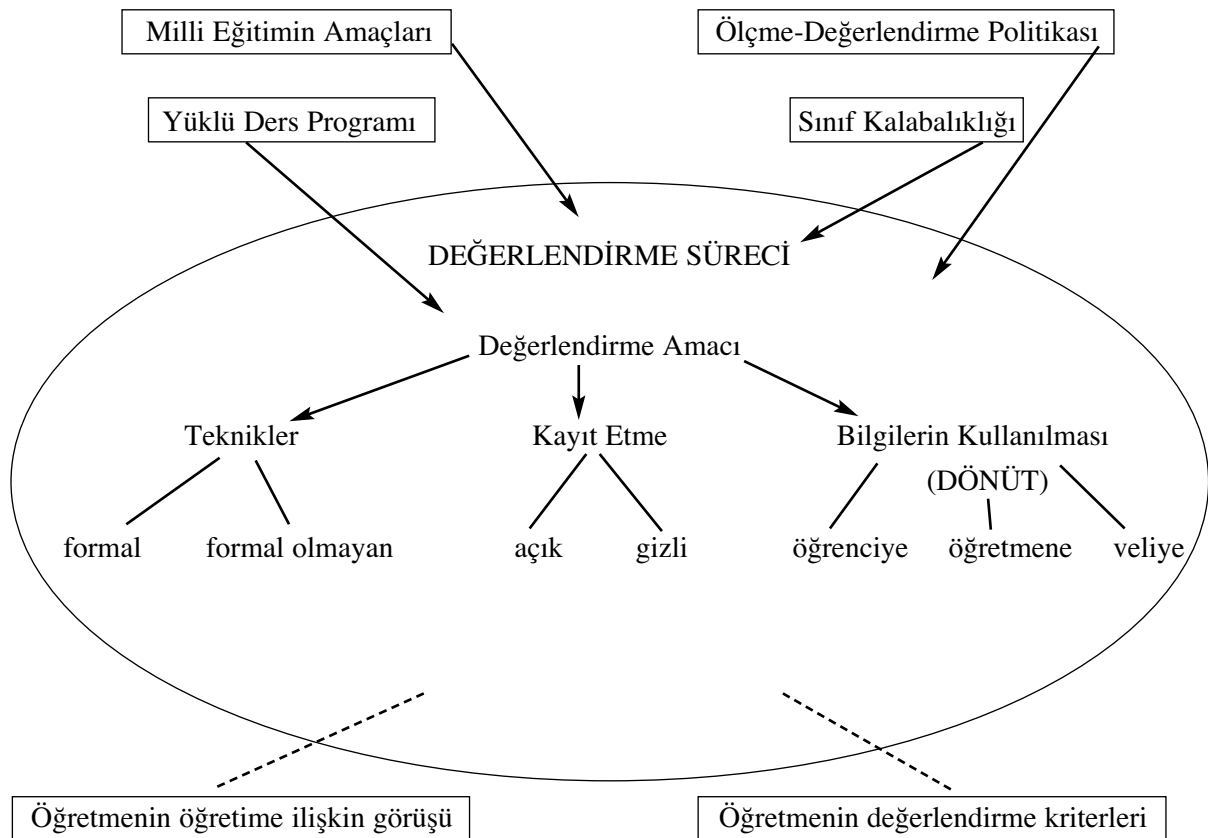 Milli Eğitimin Amaçları
Ölçme-Değerlendirme Politikası
Yüklü Ders Programı
Sınıf Kalabalıklığı
DEĞERLENDİRME SÜRECİ
Değerlendirme Amacı
Teknikler
Kayıt Etme
Bilgilerin Kullanılması
(DÖNÜT)
formal
formal olmayan
açık
gizli
öğrenciye
öğretmene
veliye
Öğretmenin öğretime ilişkin görüşü
Öğretmenin değerlendirme kriterleri